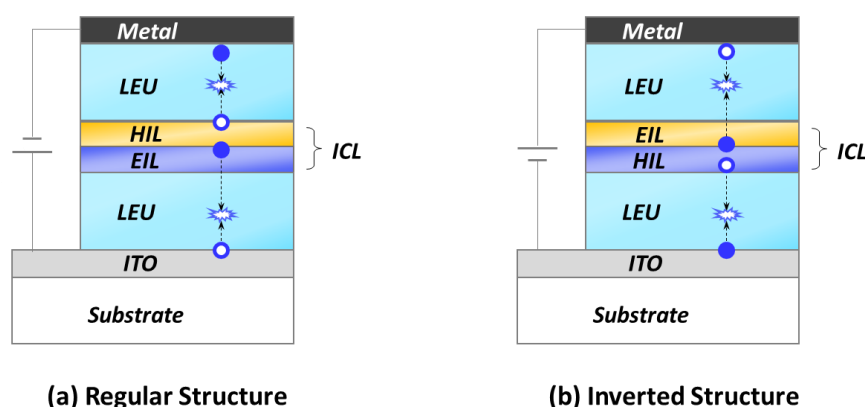 Metal
LEU
HIL
EIL
ICL
LEU
ITO
Substrate
(a) Regular Structure
Metal
LEU
EIL
HIL
ICL
LEU
ITO
Substrate
(b) Inverted Structure